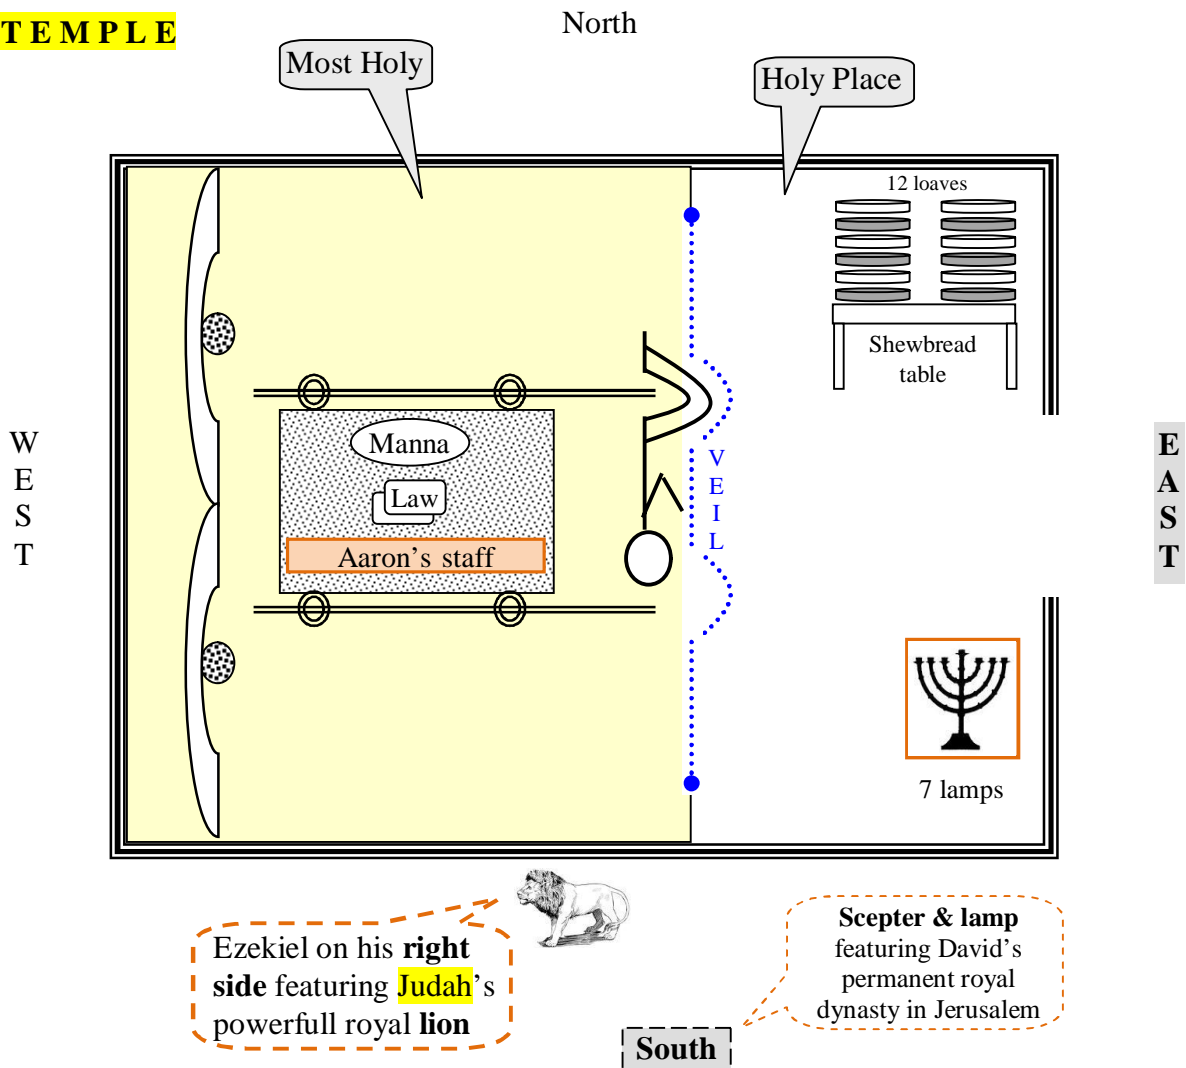 T E M P L E
North
Most Holy
Holy Place
12 loaves
Shewbread
table
W
E
S
T
Manna
Law
Aaron’s staff
V
E
I
L
E
A
S
T
7 lamps
Ezekiel on his right
side featuring Judah’s
powerfull royal lion
Scepter & lamp
featuring David’s
permanent royal
dynasty in Jerusalem
South